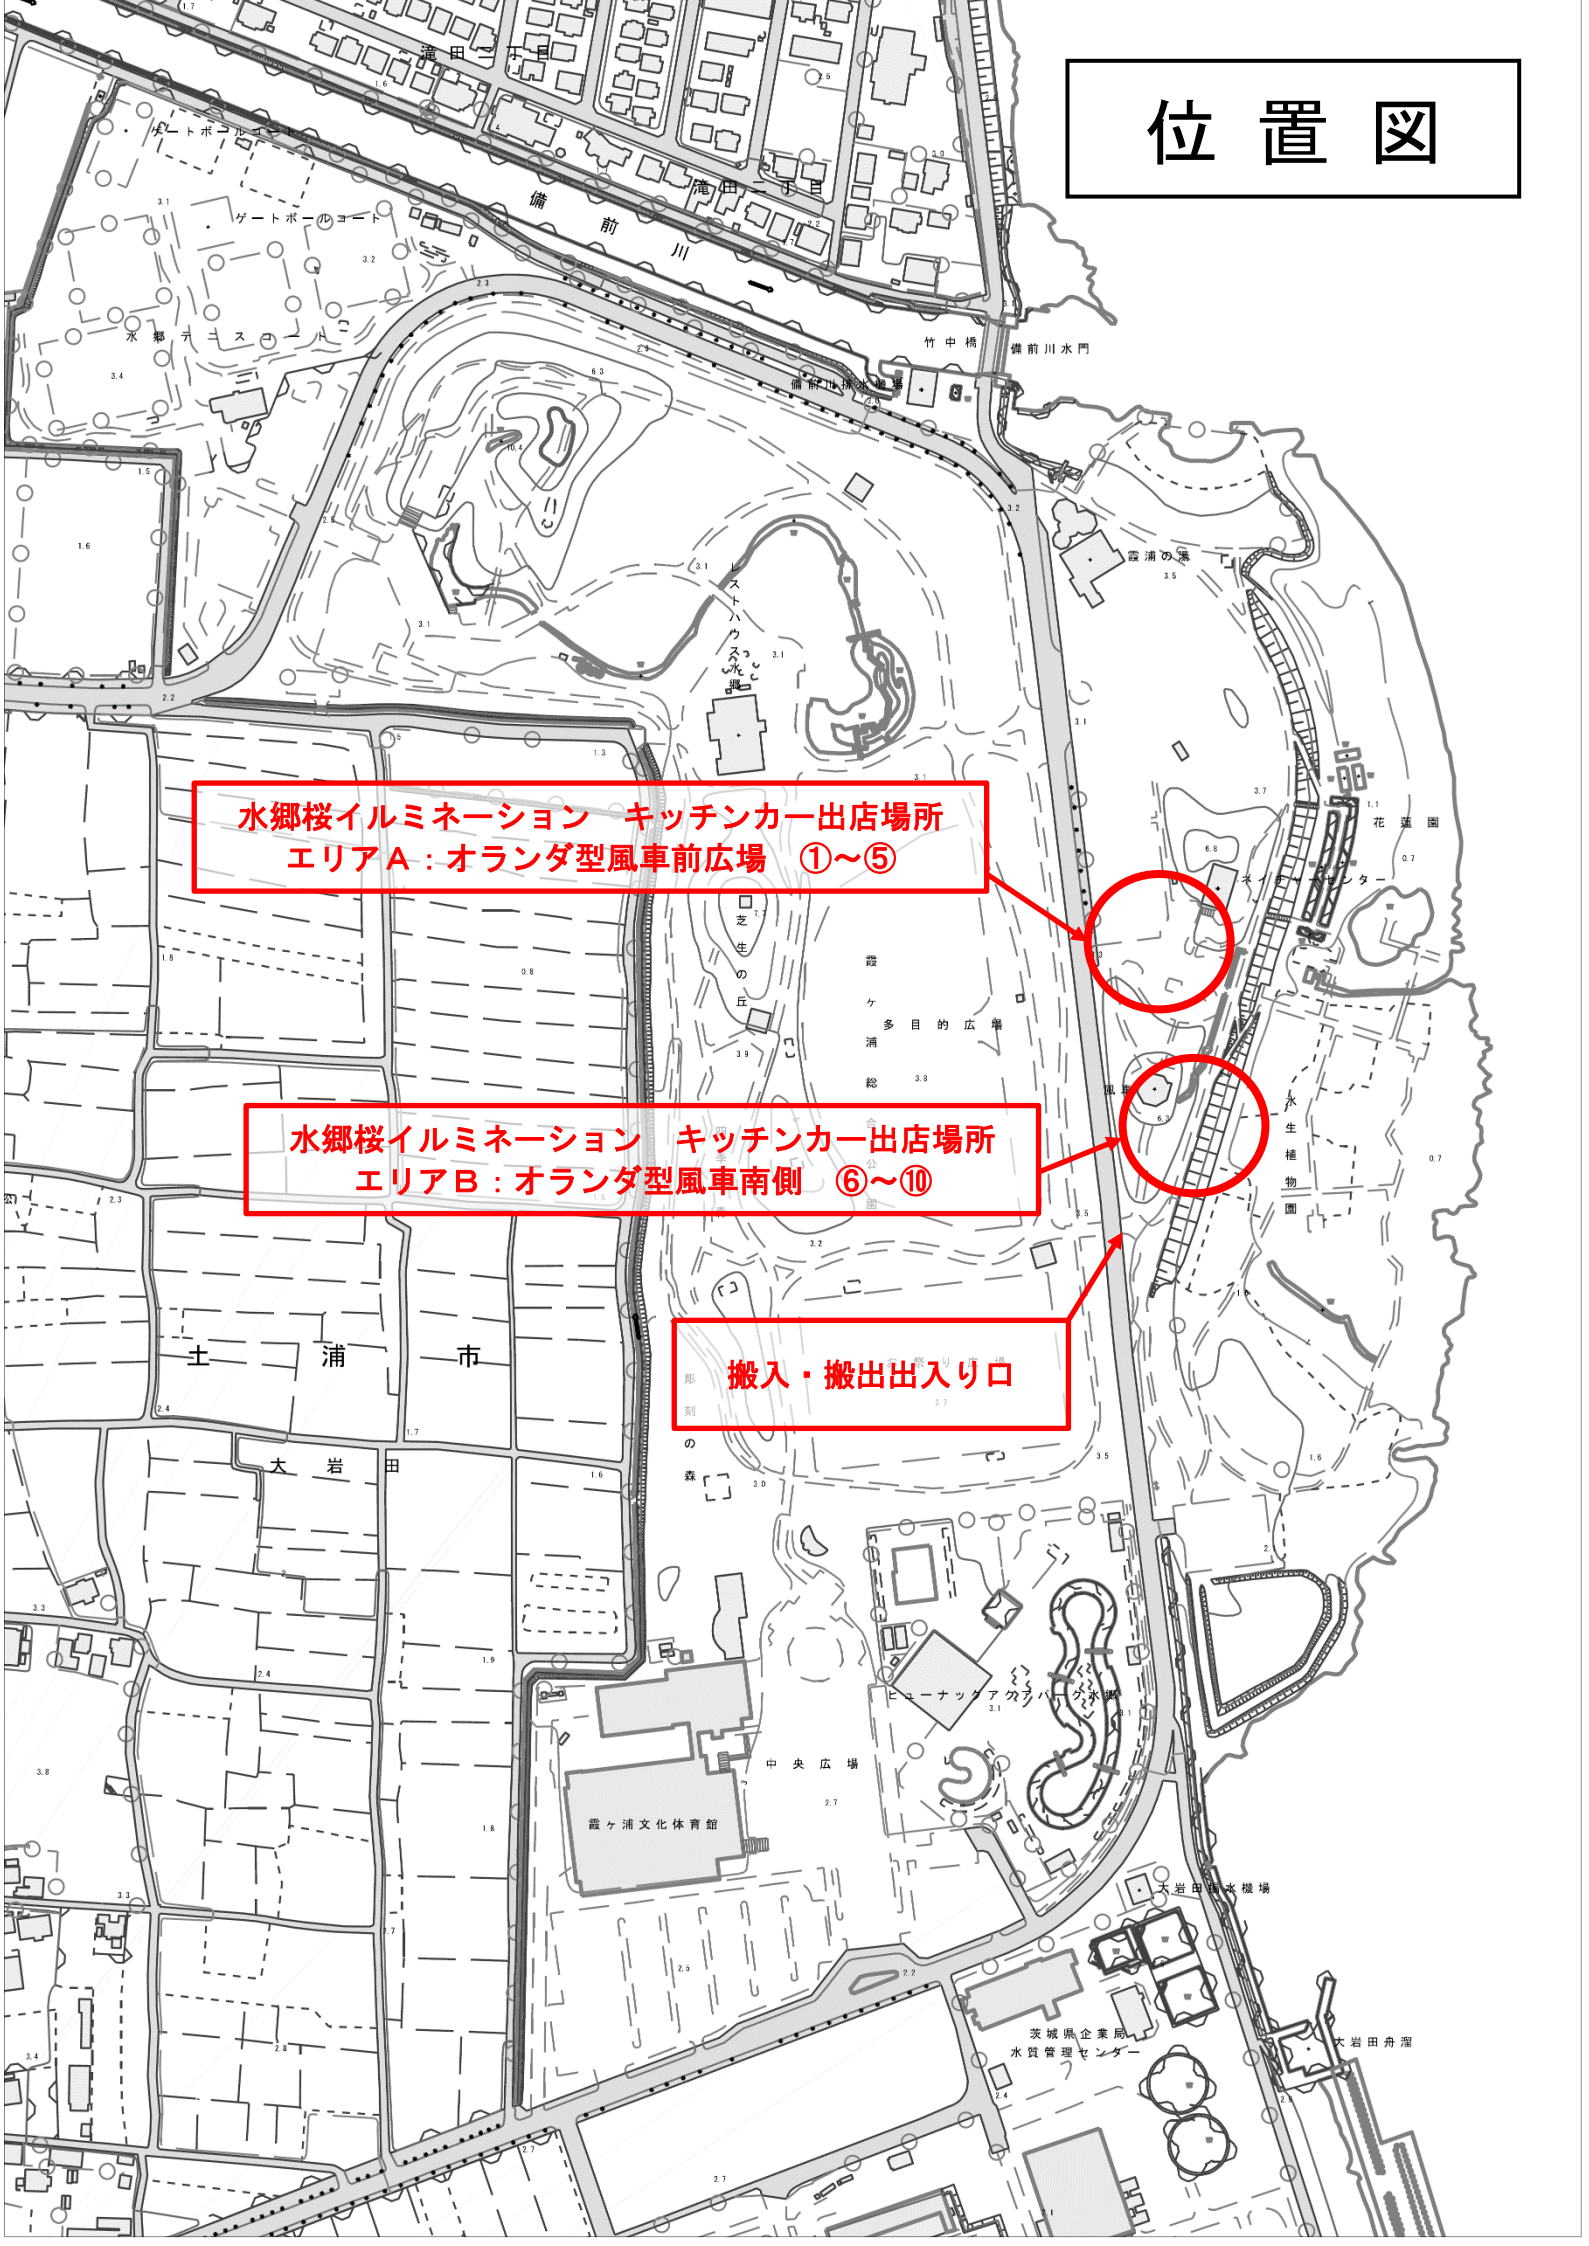 位置図
滝田二丁目
ゲートボールコート
滝田二丁目
備前川
ゲートボールコート
水郷テニスコート
竹中橋
備前川水門
備前川排水機場
霞浦の湯
レストハウス水郷
水郷桜イルミネーション　キッチンカー出店場所
エリアA：オランダ型風車前広場　①～⑤
花蓮園
ネイチャーセンター
芝生の丘
霞ヶ浦総合公園
多目的広場
風車
水生植物園
水郷桜イルミネーション　キッチンカー出店場所
エリアB：オランダ型風車南側　⑥～⑩
搬入・搬出出入り口
土浦市
彫刻の森
大岩田
ヒューナックアクアパーク水郷
中央広場
霞ヶ浦文化体育館
大岩田排水機場
茨城県企業局
水質管理センター
大岩田舟溜